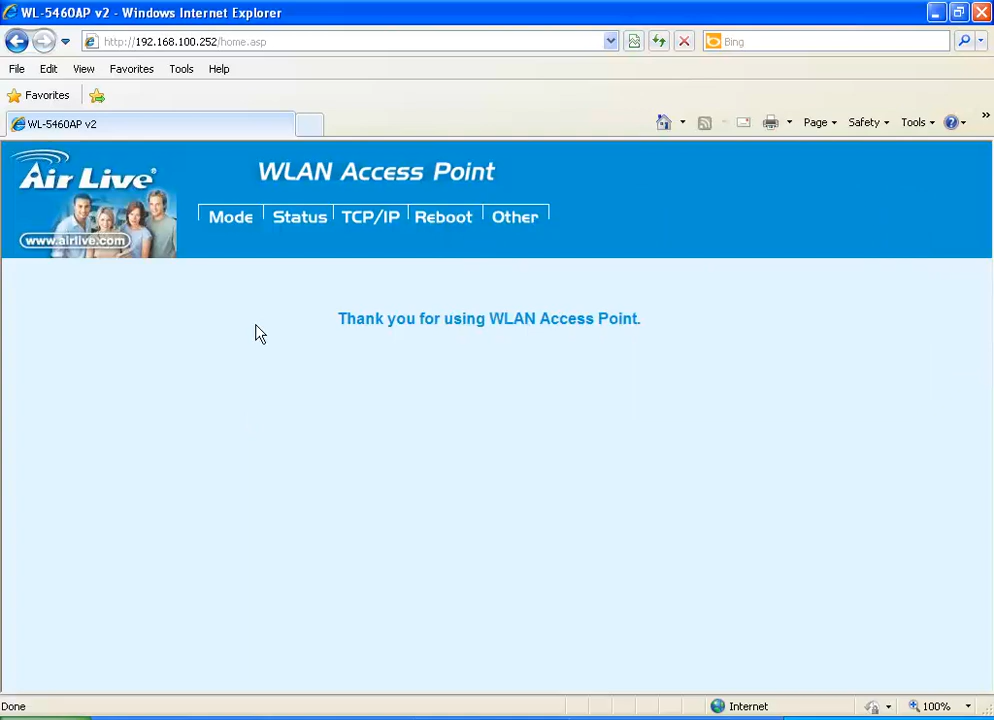 WL-5460AP v2 - Windows Internet Explorer
http://192.168.100.252/home.asp
Bing
File Edit View Favorites Tools Help
Favorites
WL-5460AP v2
Page Safety Tools »
Air Live®
www.airlive.com
WLAN Access Point
Mode Status TCP/IP Reboot Other
Thank you for using WLAN Access Point.
Done Internet 100%